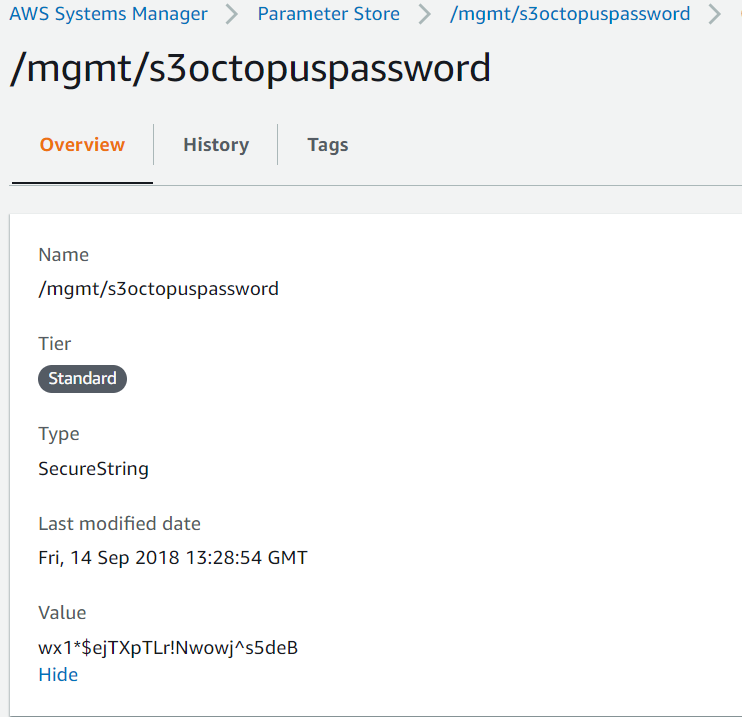 AWS Systems Manager > Parameter Store > /mgmt/s3octopuspassword >
/mgmt/s3octopuspassword
Overview History Tags
Name
/mgmt/s3octopuspassword
Tier
Standard
Type
SecureString
Last modified date
Fri, 14 Sep 2018 13:28:54 GMT
Value
wx1*$ejTXpTLr!Nwowj^s5deB
Hide